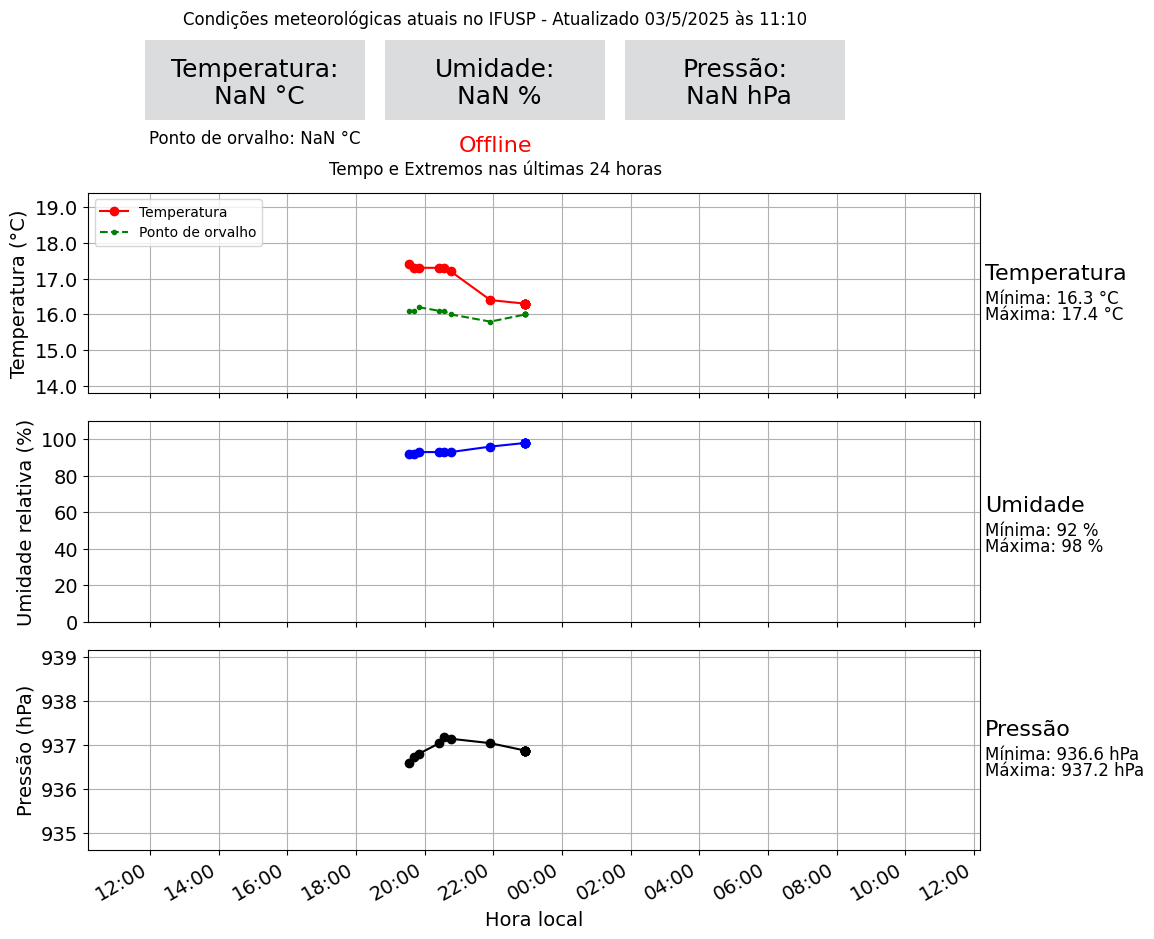 Condições meteorológicas atuais no IFUSP - Atualizado 03/5/2025 às 11:10
Temperatura:
NaN °C
Umidade:
NaN %
Pressão:
NaN hPa
Ponto de orvalho: NaN °C
Offline
Tempo e Extremos nas últimas 24 horas
Temperatura (°C)
19.0
18.0
17.0
16.0
15.0
14.0
Temperatura
Ponto de orvalho
Temperatura
Mínima: 16.3 °C
Máxima: 17.4 °C
Umidade relativa (%)
100
80
60
40
20
0
Umidade
Mínima: 92 %
Máxima: 98 %
Pressão (hPa)
939
938
937
936
935
Pressão
Mínima: 936.6 hPa
Máxima: 937.2 hPa
12:00 14:00 16:00 18:00 20:00 22:00 00:00 02:00 04:00 06:00 08:00 10:00 12:00
Hora local